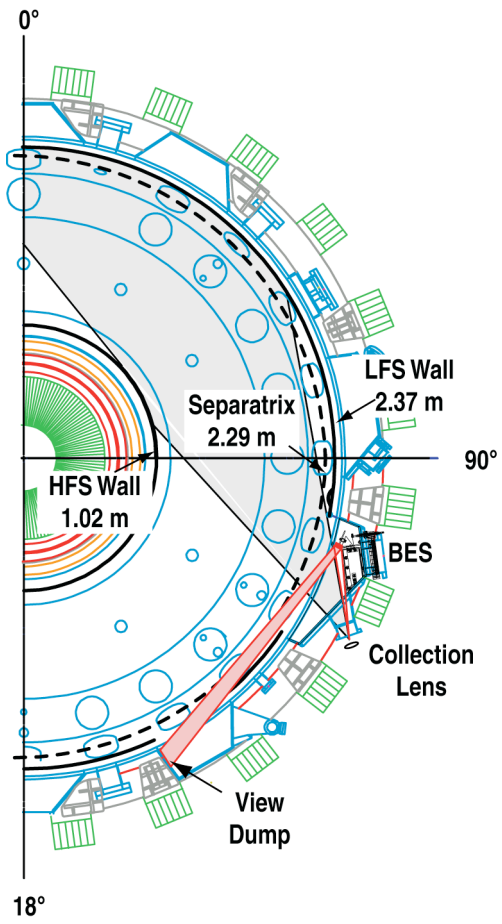 0°
LFS Wall
2.37 m
Separatrix
2.29 m
90°
HFS Wall
1.02 m
BES
Collection
Lens
View
Dump
18°